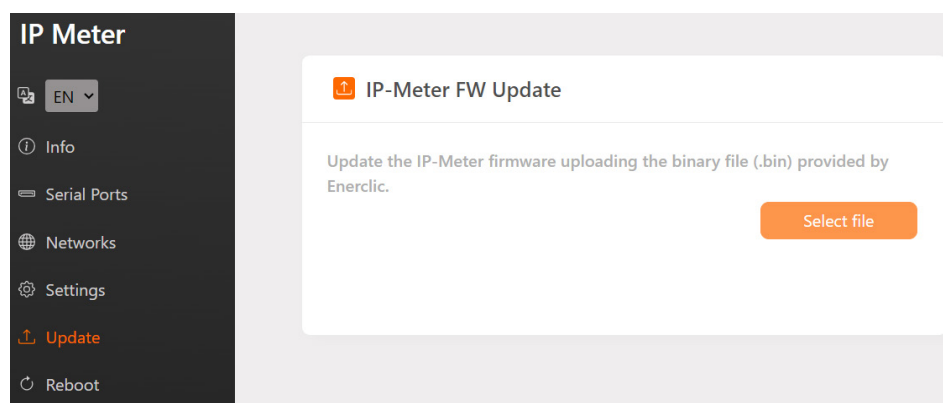 IP Meter
EN
Info
Serial Ports
Networks
Settings
Update
Reboot
IP-Meter FW Update
Update the IP-Meter firmware uploading the binary file (.bin) provided by
Enerclic.
Select file